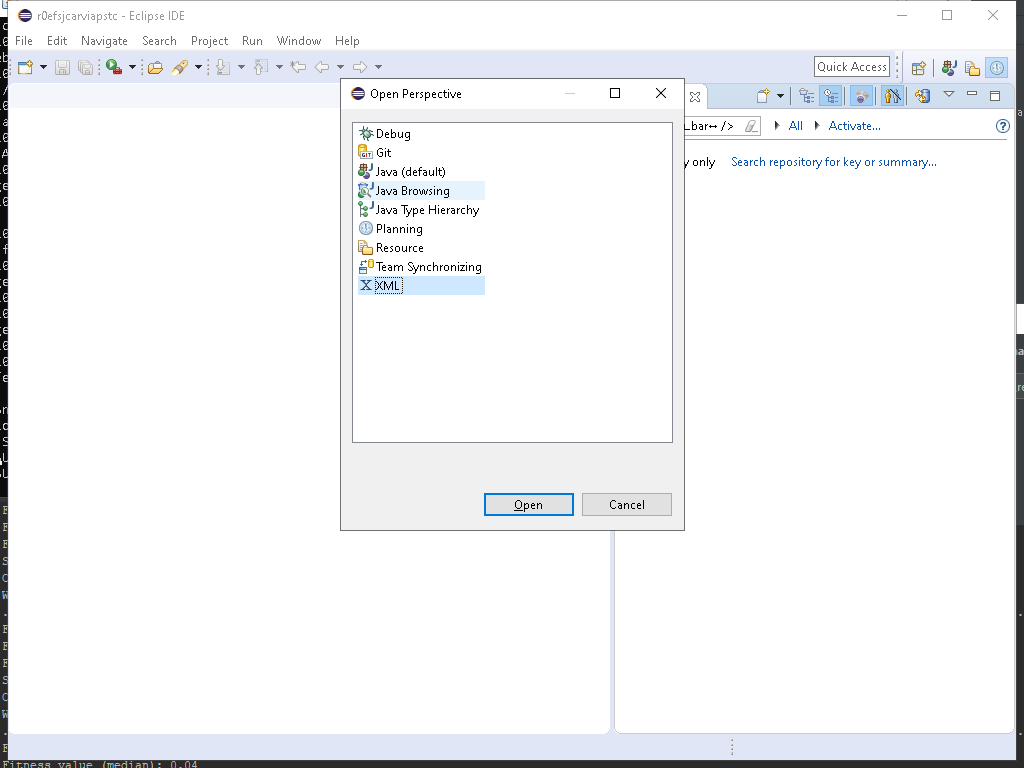 r0efsjcarviapstc - Eclipse IDE
File Edit Navigate Search Project Run Window Help
Quick Access
Open Perspective
bar↔ />
All
Activate...
Debug
Git
Java (default)
Java Browsing
Java Type Hierarchy
Planning
Resource
Team Synchronizing
XML
only
Search repository for key or summary...
Open
Cancel
Fitness value (median): 0.04